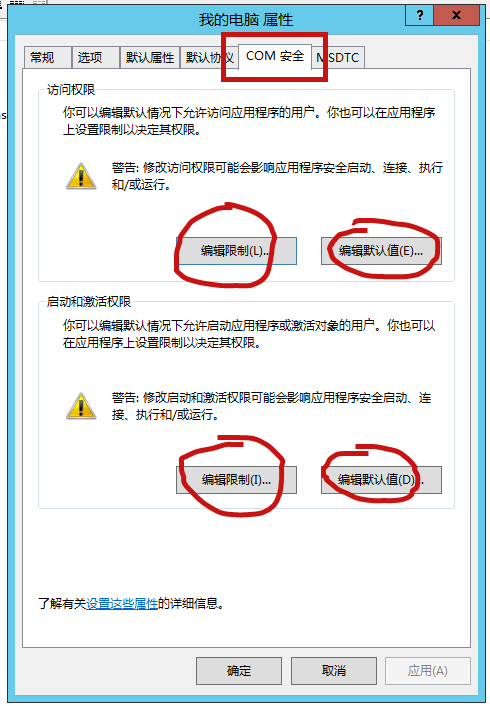 我的电脑 属性
?
x
常规
选项
默认属性
默认协议
COM 安全
MSDTC
访问权限
你可以编辑默认情况下允许访问应用程序的用户。你也可以在应用程序
上设置限制以决定其权限。
警告: 修改访问权限可能会影响应用程序安全启动、连接、执行
和/或运行。
编辑限制(L)...
编辑默认值(E)...
启动和激活权限
你可以编辑默认情况下允许启动应用程序或激活对象的用户。你也可以
在应用程序上设置限制以决定其权限。
警告: 修改启动和激活权限可能会影响应用程序安全启动、连
接、执行和/或运行。
编辑限制(I)...
编辑默认值(D)...
了解有关设置这些属性的详细信息。
确定
取消
应用(A)